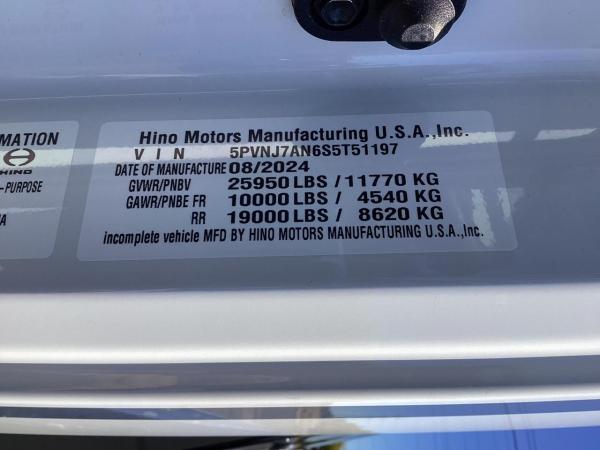 MATION
HINO
-PURPOSE
Hino Motors Manufacturing U.S.A.,Inc.
V I N 5PVNJ7AN6S5T51197
DATE OF MANUFACTURE 08/2024
GVWR/PNBV 25950 LBS / 11770 KG
GAWR/PNBE FR 10000 LBS / 4540 KG
RR 19000 LBS / 8620 KG
incomplete vehicle MFD BY HINO MOTORS MANUFACTURING U.S.A.,Inc.